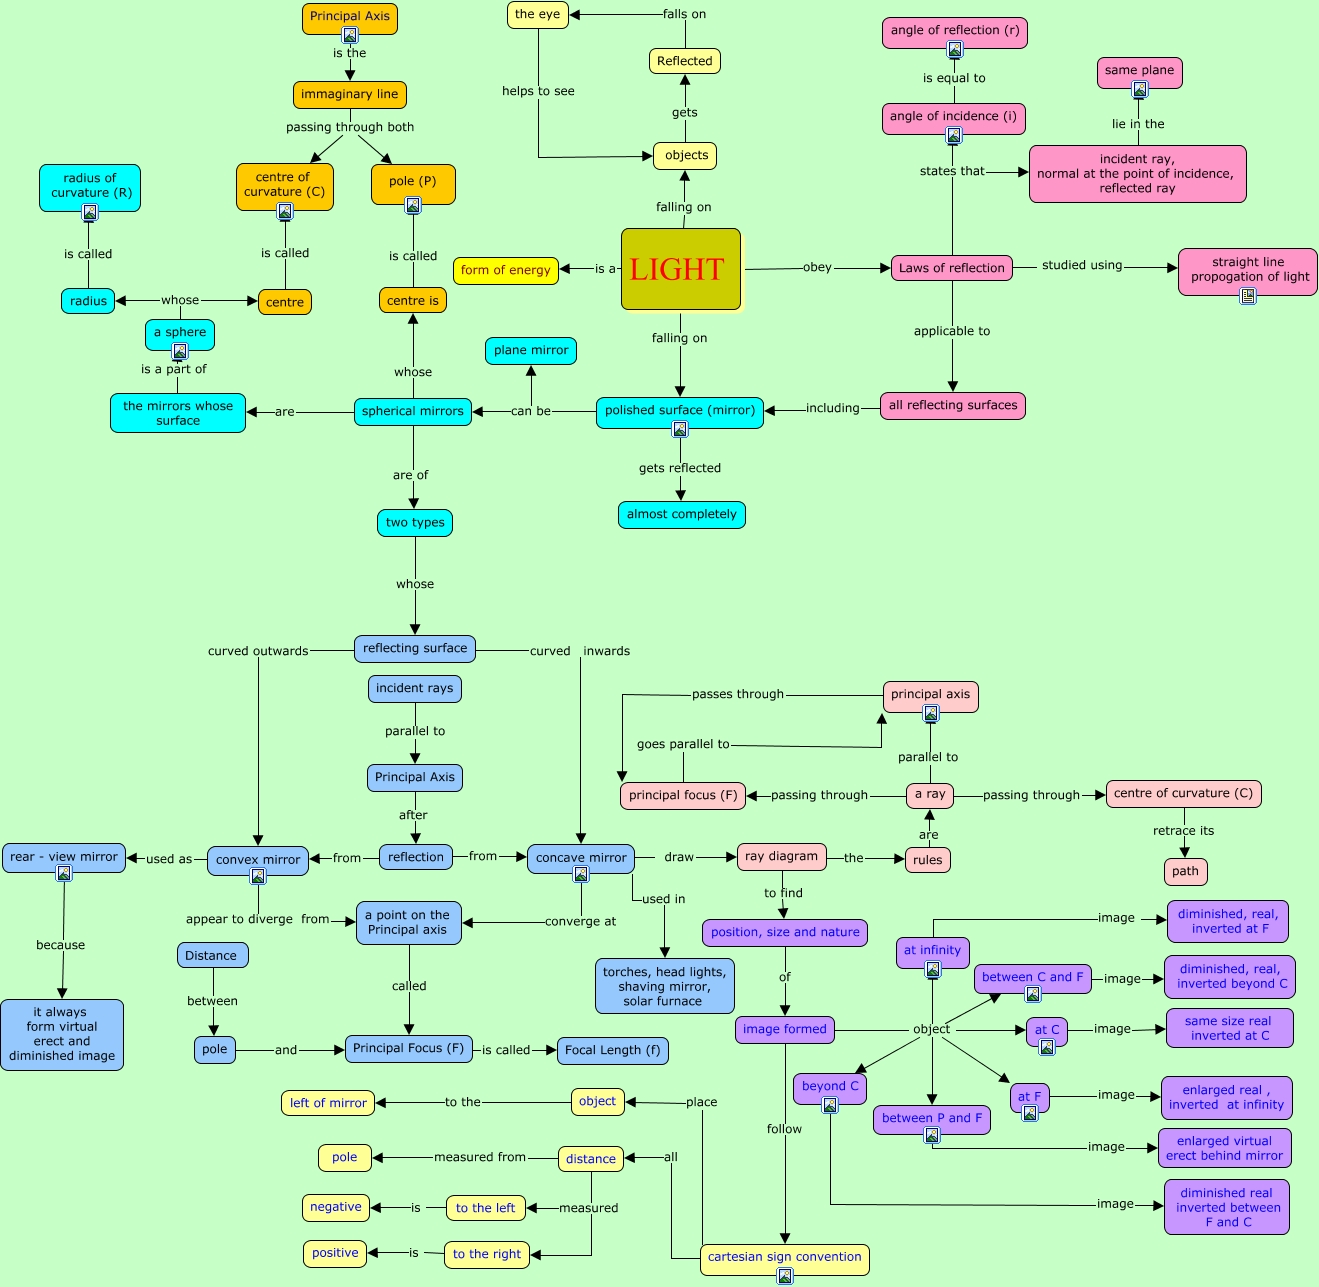 Principal Axis
is the
immaginary line
passing through both
centre of
curvature (C)
pole (P)
radius of
curvature (R)
is called
is called
is called
radius
whose
centre
centre is
a sphere
is a part of
the mirrors whose
surface
are
spherical mirrors
whose
the eye
falls on
Reflected
helps to see
gets
objects
falling on
form of energy
is a
LIGHT
obey
Laws of reflection
studied using
straight line
propogation of light
angle of reflection (r)
is equal to
angle of incidence (i)
states that
same plane
lie in the
incident ray,
normal at the point of incidence,
reflected ray
applicable to
all reflecting surfaces
including
falling on
plane mirror
can be
polished surface (mirror)
gets reflected
almost completely
are of
two types
whose
reflecting surface
curved outwards
curved inwards
incident rays
parallel to
Principal Axis
after
reflection
from
from
convex mirror
concave mirror
used as
rear - view mirror
because
it always
form virtual
erect and
diminished image
appear to diverge from
a point on the
Principal axis
converge at
used in
torches, head lights,
shaving mirror,
solar furnace
called
Distance
between
pole
and
Principal Focus (F)
is called
Focal Length (f)
draw
ray diagram
the
rules
are
a ray
parallel to
principal axis
passes through
goes parallel to
principal focus (F)
passing through
passing through
centre of curvature (C)
retrace its
path
to find
position, size and nature
of
image formed
object
at infinity
image
diminished, real,
inverted at F
between C and F
image
diminished, real,
inverted beyond C
at C
image
same size real
inverted at C
at F
image
enlarged real ,
inverted at infinity
between P and F
image
enlarged virtual
erect behind mirror
beyond C
image
diminished real
inverted between
F and C
follow
cartesian sign convention
place
object
to the
left of mirror
all
distance
measured from
pole
measured
to the left
is
negative
to the right
is
positive